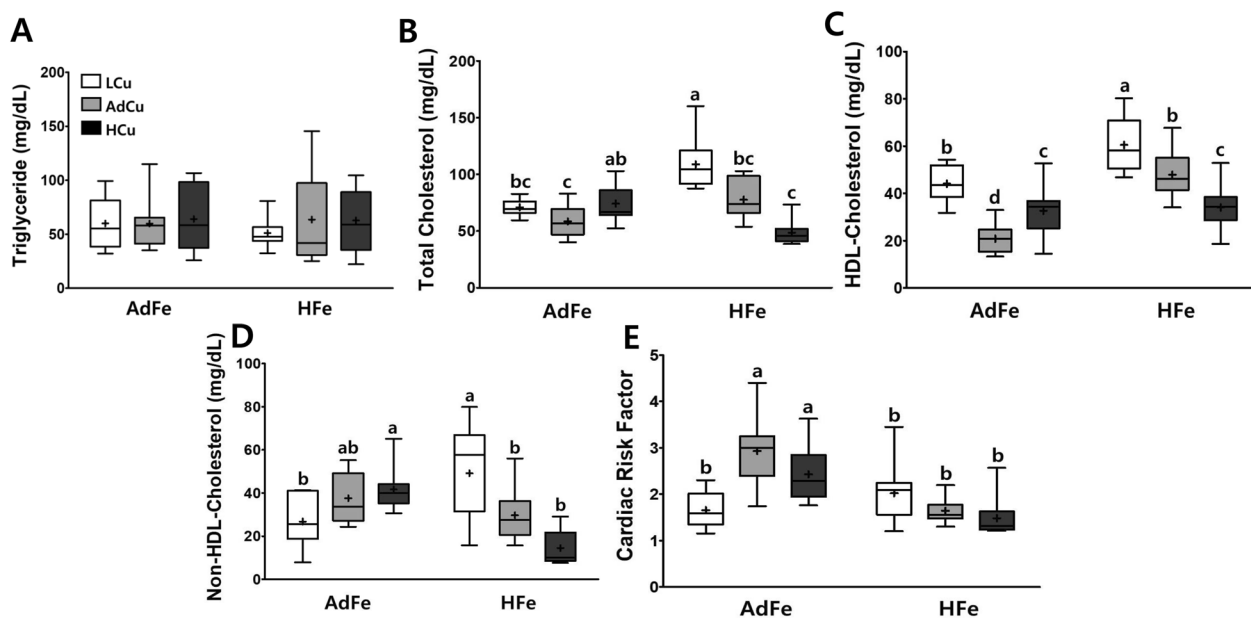 A
Triglyceride (mg/dL)
200
150
100
50
0
LCu
AdCu
HCu
AdFe
HFe
B
Total Cholesterol (mg/dL)
200
150
100
50
0
bc
c
ab
a
bc
c
AdFe
HFe
C
HDL-Cholesterol (mg/dL)
100
80
60
40
20
0
b
d
c
a
b
c
AdFe
HFe
D
Non-HDL-Cholesterol (mg/dL)
100
80
60
40
20
0
b
ab
a
a
b
b
AdFe
HFe
E
Cardiac Risk Factor
5
4
3
2
1
0
b
a
a
b
b
b
AdFe
HFe